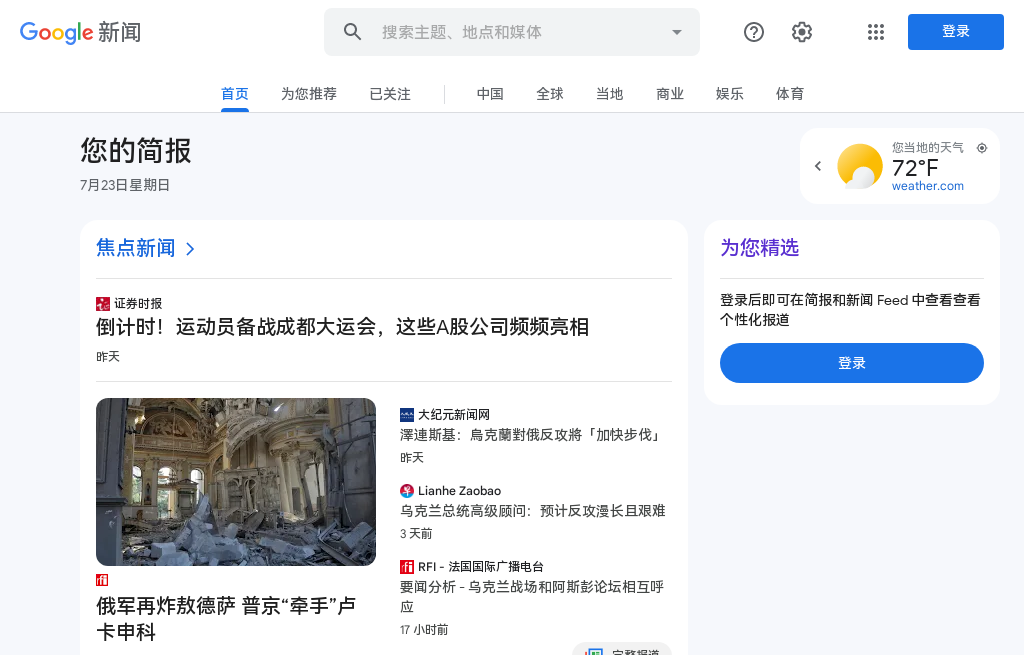 Google 新闻
搜索主题、地点和媒体
登录
首页
为您推荐
已关注
中国
全球
当地
商业
娱乐
体育
您的简报
7月23日星期日
您当地的天气
72°F
weather.com
焦点新闻
证券时报
倒计时！运动员备战成都大运会，这些A股公司频频亮相
昨天
俄军再炸敖德萨 普京“牵手”卢
卡申科
大纪元新闻网
澤連斯基：烏克蘭對俄反攻將「加快步伐」
昨天
Lianhe Zaobao
乌克兰总统高级顾问：预计反攻漫长且艰难
3 天前
RFI - 法国国际广播电台
要闻分析 - 乌克兰战场和阿斯彭论坛相互呼
应
17 小时前
完整报道
为您精选
登录后即可在简报和新闻 Feed 中查看查看
个性化报道
登录